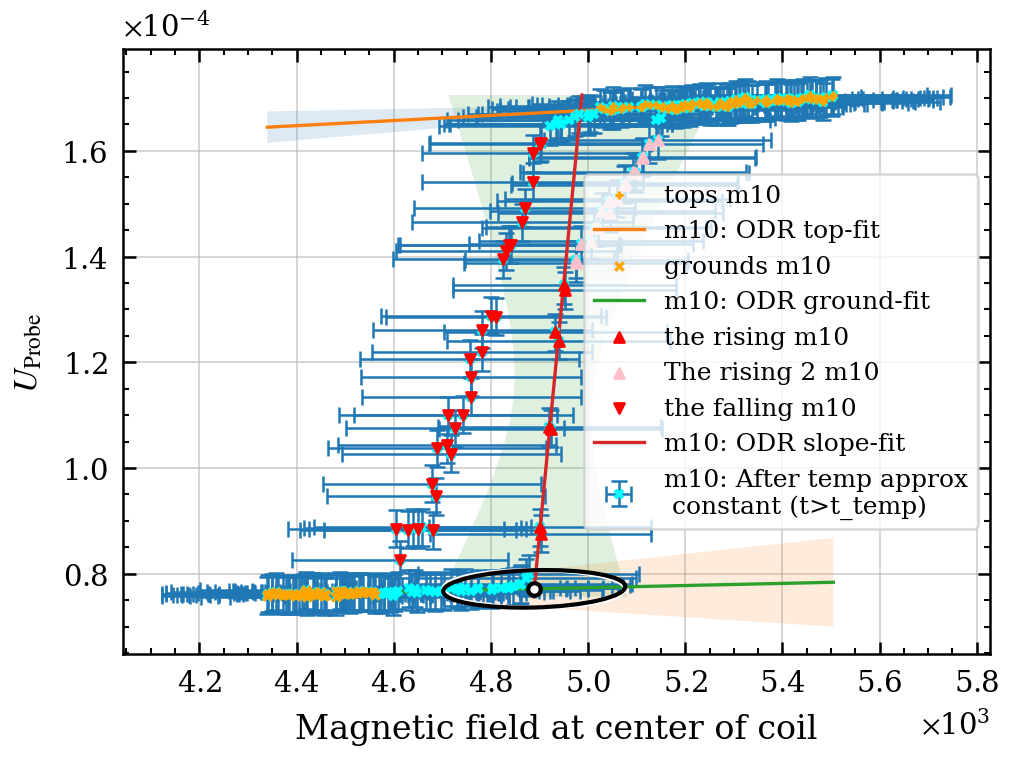 ×10⁻⁴
1.6
1.4
1.2
1.0
0.8
U_Probe
tops m10
m10: ODR top-fit
grounds m10
m10: ODR ground-fit
the rising m10
The rising 2 m10
the falling m10
m10: ODR slope-fit
m10: After temp approx
constant (t>t_temp)
4.2 4.4 4.6 4.8 5.0 5.2 5.4 5.6 5.8
Magnetic field at center of coil
×10³